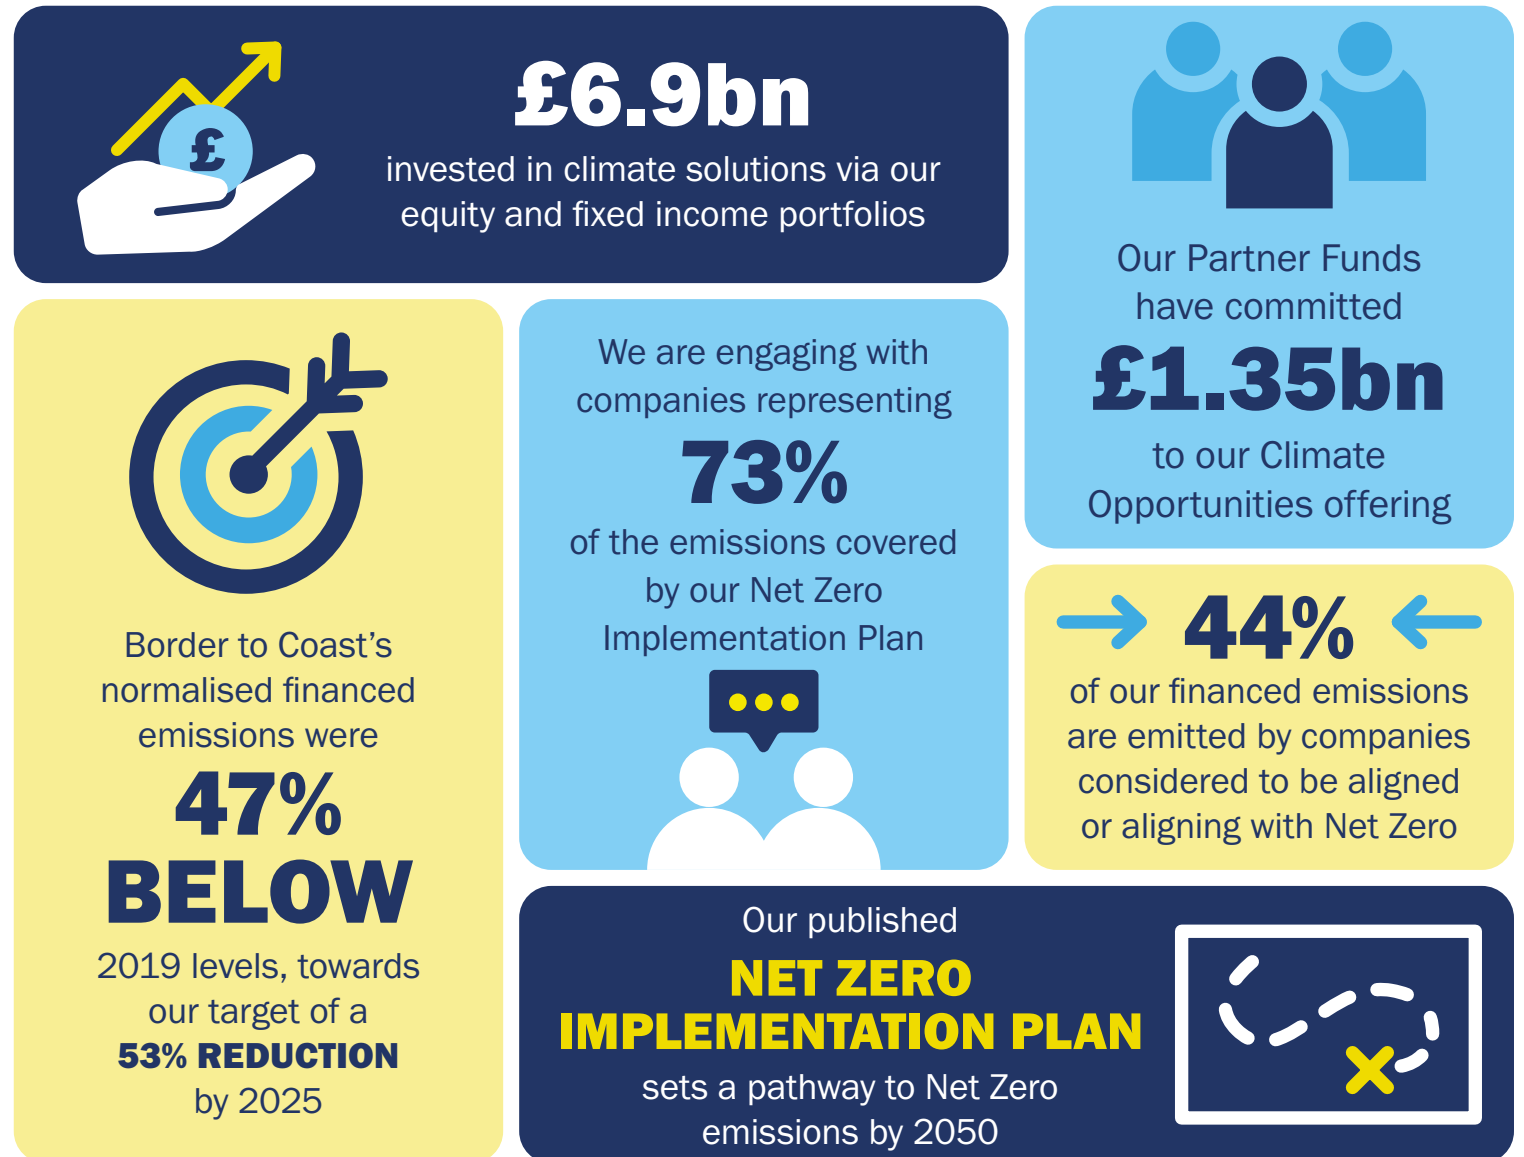 £
£6.9bn
invested in climate solutions via our
equity and fixed income portfolios
Our Partner Funds
have committed
£1.35bn
to our Climate
Opportunities offering
Border to Coast’s
normalised financed
emissions were
47%
BELOW
2019 levels, towards
our target of a
53% REDUCTION
by 2025
We are engaging with
companies representing
73%
of the emissions covered
by our Net Zero
Implementation Plan
44%
of our financed emissions
are emitted by companies
considered to be aligned
or aligning with Net Zero
Our published
NET ZERO
IMPLEMENTATION PLAN
sets a pathway to Net Zero
emissions by 2050